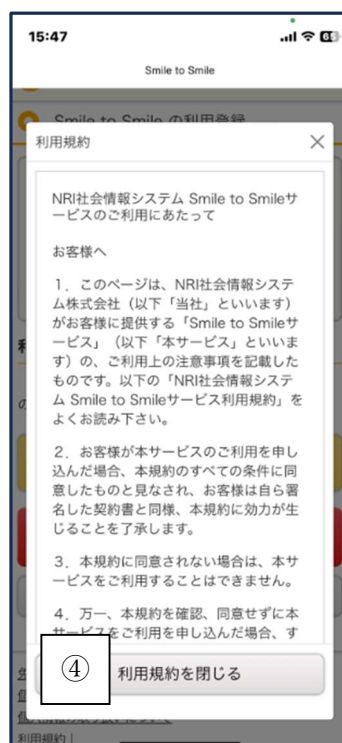 15:47
Smile to Smile
Smile to Smile の利用登録
利用規約
NRI社会情報システム Smile to Smileサ
ービスのご利用にあたって
お客様へ
1．このページは、NRI社会情報システ
ム株式会社（以下「当社」といいます）
がお客様に提供する「Smile to Smileサ
ービス」（以下「本サービス」といいま
す）の、ご利用上の注意事項を記載した
ものです。以下の「NRI社会情報システ
ム Smile to Smileサービス利用規約」を
よくお読み下さい。
2．お客様が本サービスのご利用を申し
込んだ場合、本規約のすべての条件に同
意したものと見なされ、お客様は自ら署
名した契約書と同様、本規約に効力が生
じることを了承します。
3．本規約に同意されない場合は、本サ
ービスをご利用することはできません。
4．万一、本規約を確認、同意せずに本
サービスをご利用を申し込んだ場合、す
④
利用規約を閉じる
利用規約 |